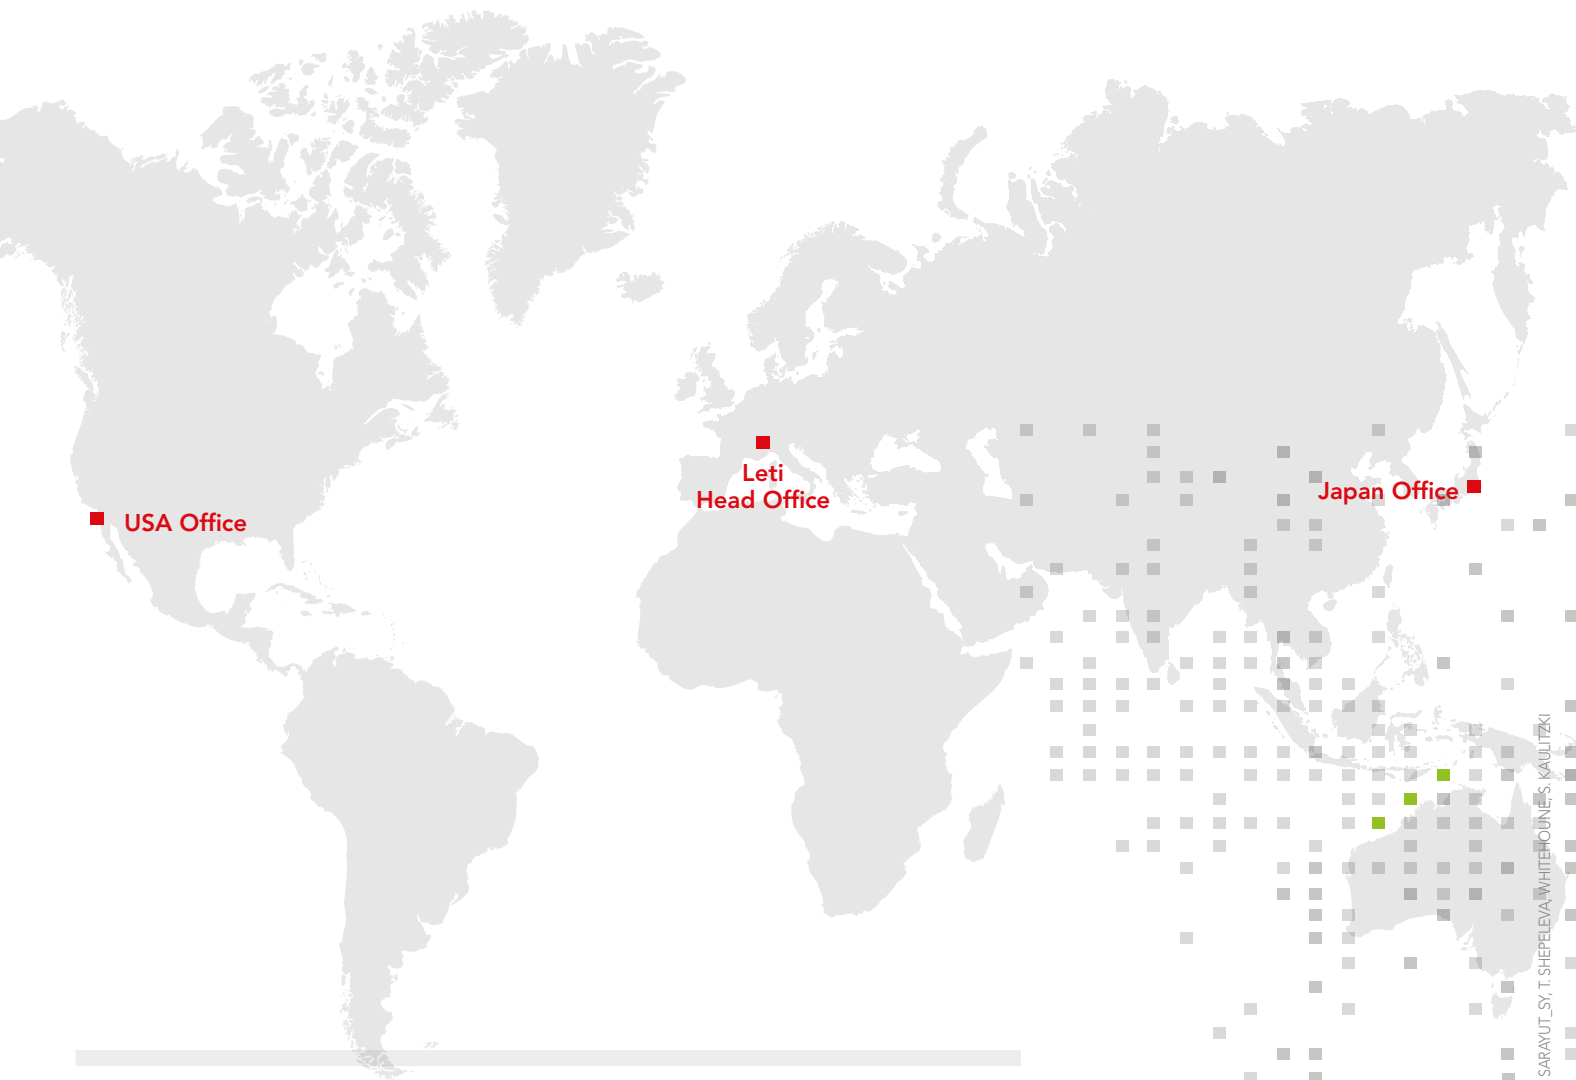 Leti
Head Office
Japan Office
USA Office
SARAYUT_SY, T. SHEPELEVA, WHITEHOUNE, S. KAULITZKI